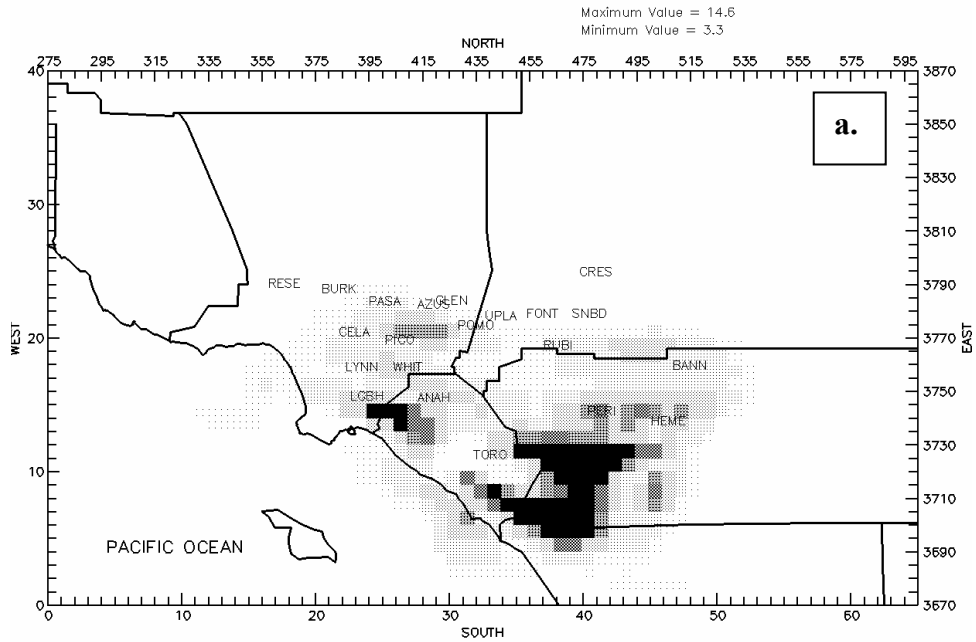 Maximum Value = 14.6
Minimum Value = 3.3
NORTH
275 295 315 335 355 375 395 415 435 455 475 495 515 535 555 575 595
40 3870
a.
3850
30 3830
3810
CRES
RESE BURK 3790
PASA AZUS GLEN
UPLA FONT SNBD
POMO
20 CELA PICO 3770
WEST RUBI EAST
LYNN WHIT BANN
LGBH ANAH 3750
PERI
HEME
3730
TORO
10
3710
PACIFIC OCEAN 3690
0 3670
0 10 20 30 40 50 60
SOUTH